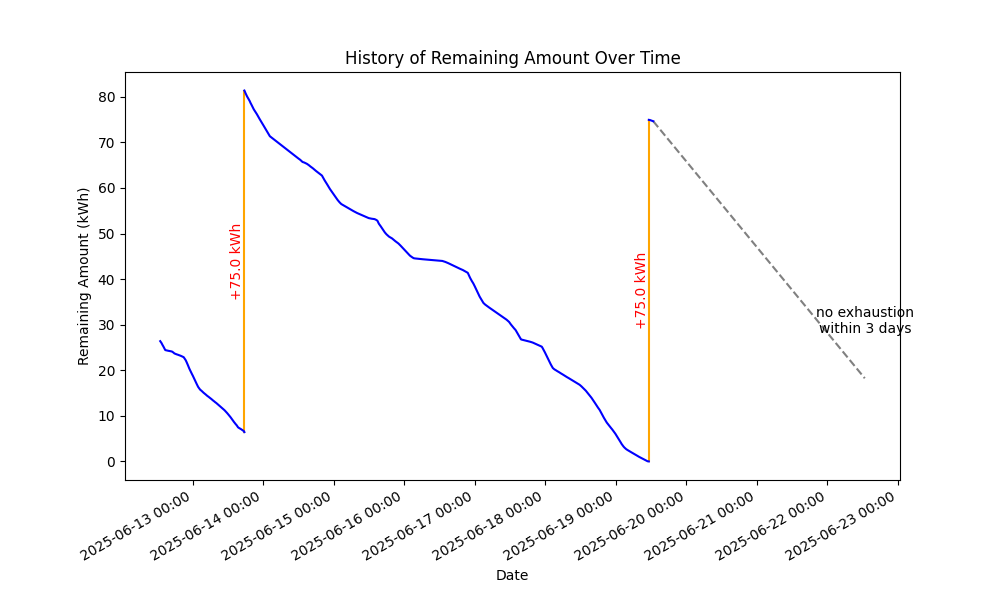 History of Remaining Amount Over Time
Remaining Amount (kWh)
80
70
60
50
40
30
20
10
0
+75.0 kWh
+75.0 kWh
no exhaustion
within 3 days
2025-06-13 00:00
2025-06-14 00:00
2025-06-15 00:00
2025-06-16 00:00
2025-06-17 00:00
2025-06-18 00:00
2025-06-19 00:00
2025-06-20 00:00
2025-06-21 00:00
2025-06-22 00:00
2025-06-23 00:00
Date